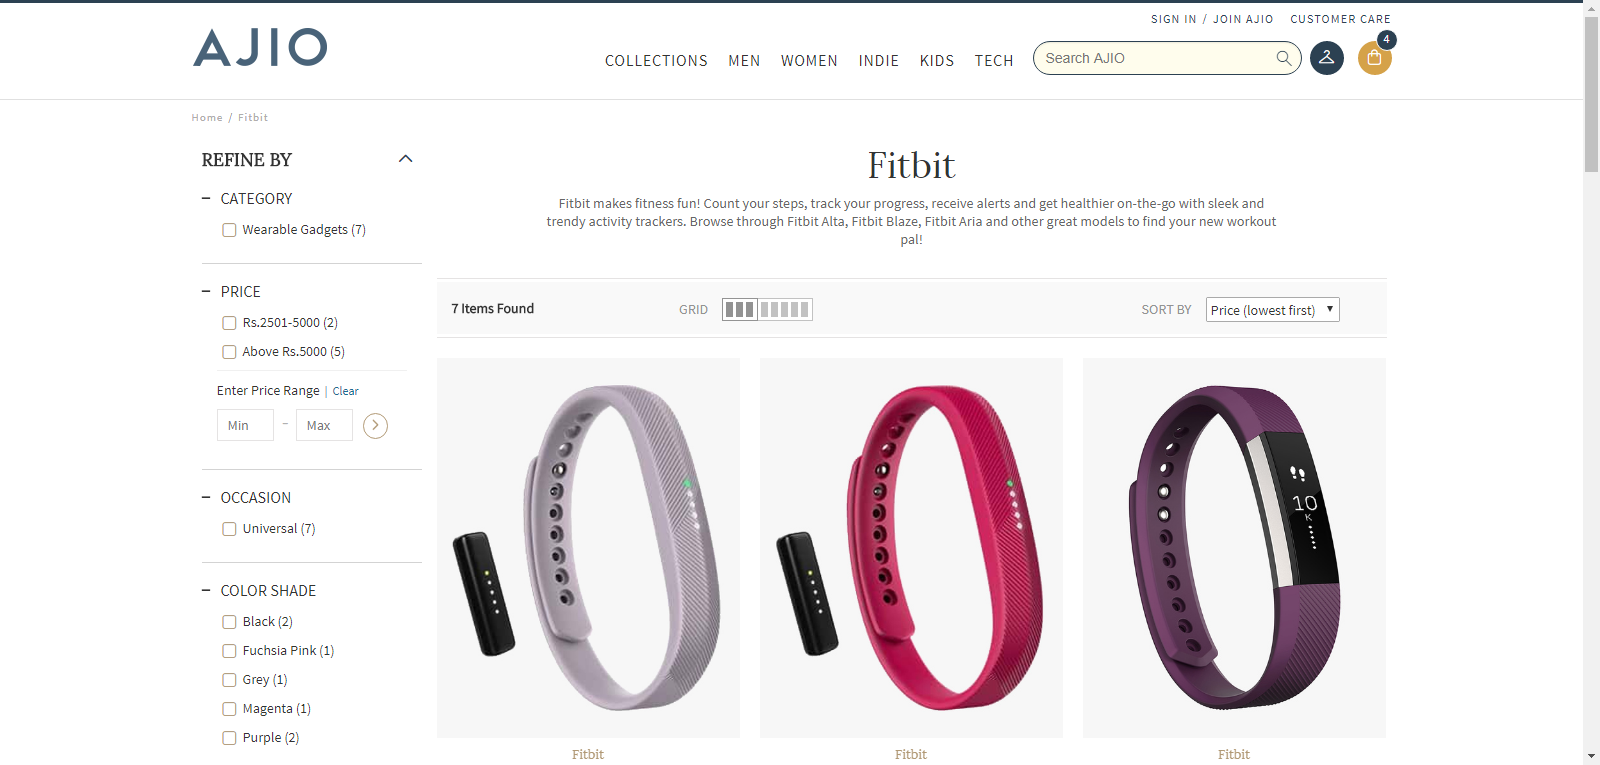 SIGN IN / JOIN AJIO CUSTOMER CARE
AJIO
COLLECTIONS MEN WOMEN INDIE KIDS TECH
Search AJIO
4
Home / Fitbit
REFINE BY
CATEGORY
Wearable Gadgets (7)
PRICE
Rs.2501-5000 (2)
Above Rs.5000 (5)
Enter Price Range | Clear
Min - Max
OCCASION
Universal (7)
COLOR SHADE
Black (2)
Fuchsia Pink (1)
Grey (1)
Magenta (1)
Purple (2)
Fitbit
Fitbit makes fitness fun! Count your steps, track your progress, receive alerts and get healthier on-the-go with sleek and
trendy activity trackers. Browse through Fitbit Alta, Fitbit Blaze, Fitbit Aria and other great models to find your new workout
pal!
7 Items Found
GRID
SORT BY Price (lowest first)
10
K
Fitbit Fitbit Fitbit